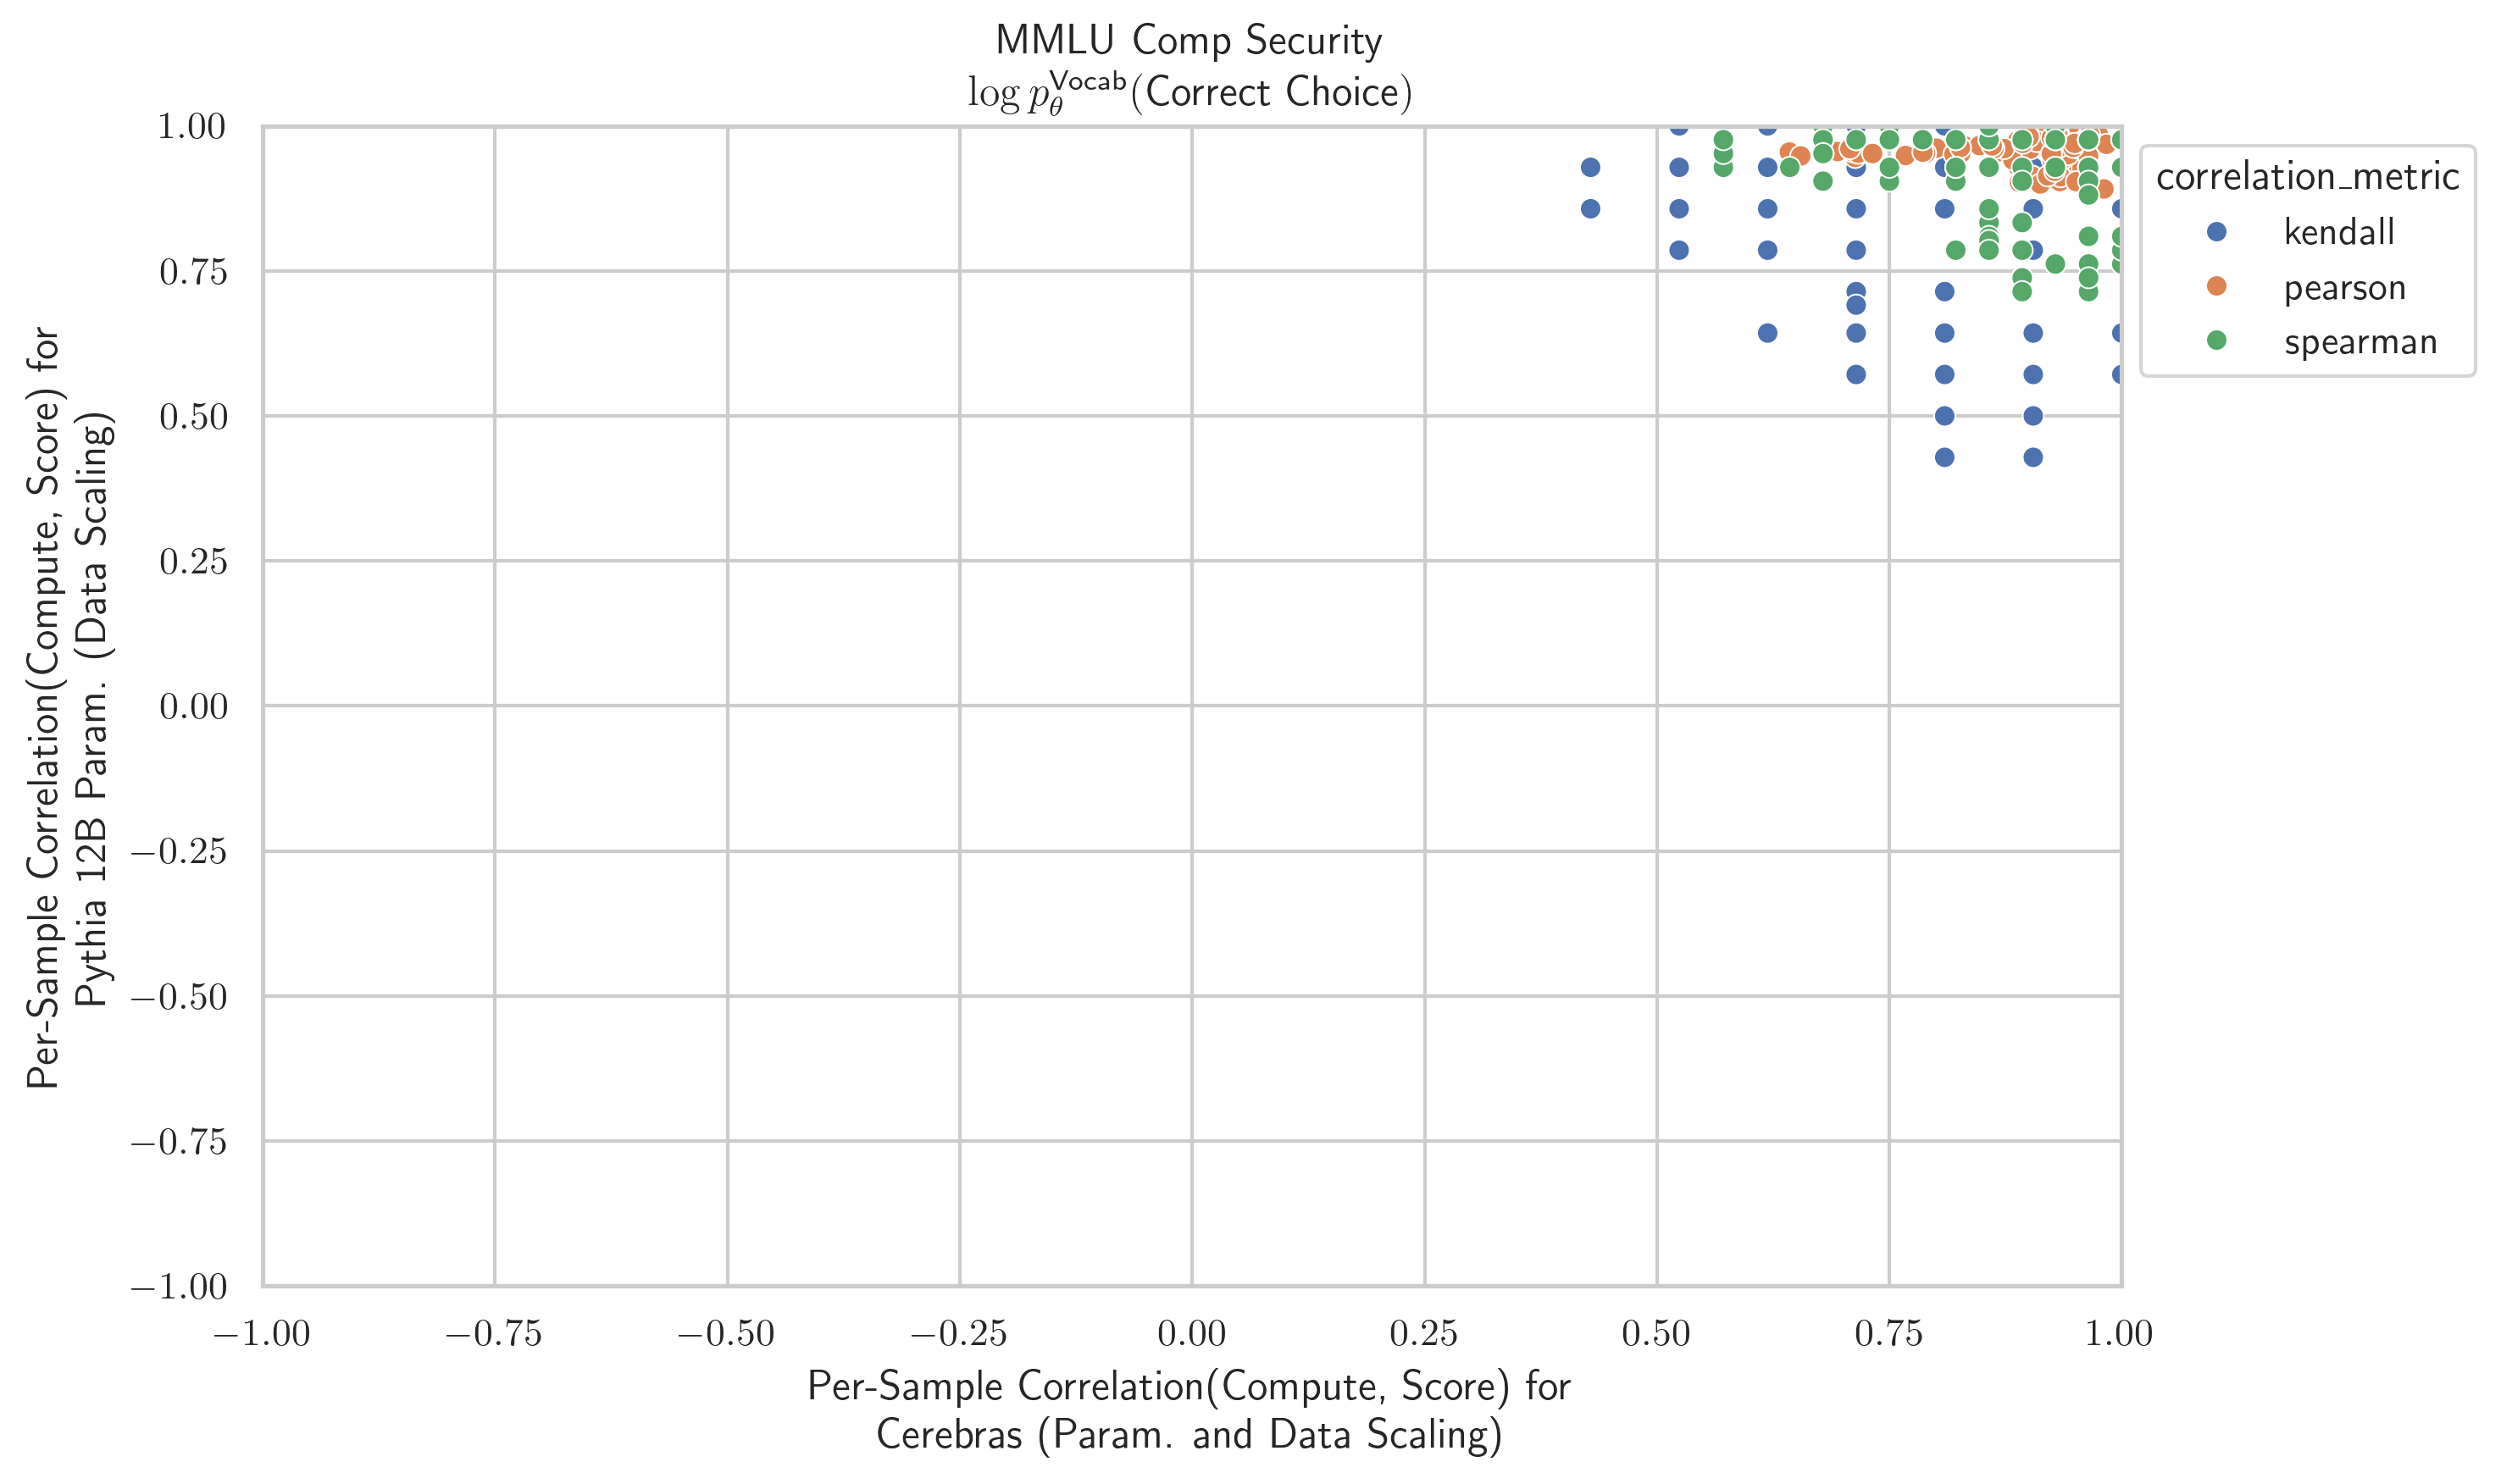 MMLU Comp Security
log p_θ^Vocab(Correct Choice)
1.00
0.75
0.50
0.25
0.00
−0.25
−0.50
−0.75
−1.00
Per-Sample Correlation(Compute, Score) for
Pythia 12B Param. (Data Scaling)
correlation_metric
kendall
pearson
spearman
−1.00 −0.75 −0.50 −0.25 0.00 0.25 0.50 0.75 1.00
Per-Sample Correlation(Compute, Score) for
Cerebras (Param. and Data Scaling)